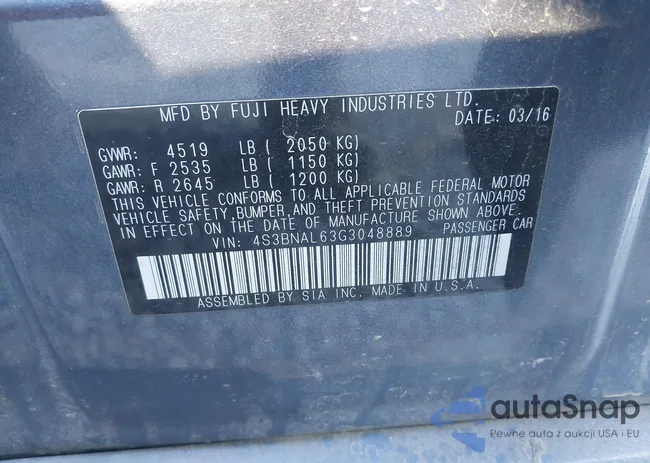 MFD BY FUJI HEAVY INDUSTRIES LTD.
DATE: 03/16
GVWR: 4519 LB ( 2050 KG)
GAWR: F 2535 LB ( 1150 KG)
GAWR: R 2645 LB ( 1200 KG)
THIS VEHICLE CONFORMS TO ALL APPLICABLE FEDERAL MOTOR
VEHICLE SAFETY,BUMPER,AND THEFT PREVENTION STANDARDS
IN EFFECT ON THE DATE OF MANUFACTURE SHOWN ABOVE.
VIN: 4S3BNAL63G3048889 PASSENGER CAR
ASSEMBLED BY SIA INC. MADE IN U.S.A.
autoSnap
Pewne auta z aukcji USA i EU